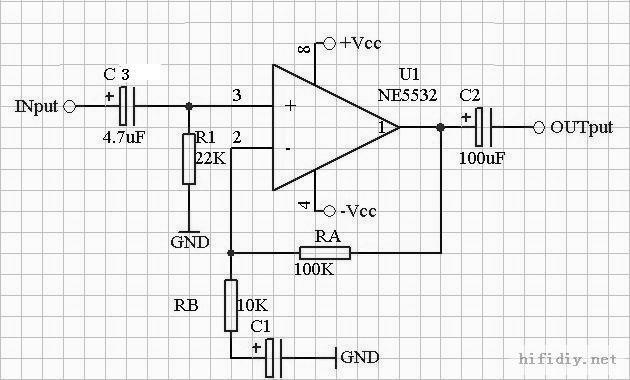 C 3
+
INput
4.7uF
R1
22K
GND
3
2
+
-
8
+Vcc
U1
NE5532
1
4
-Vcc
C2
+
100uF
OUTput
RA
100K
RB
10K
C1
+
GND
hifidiy.net